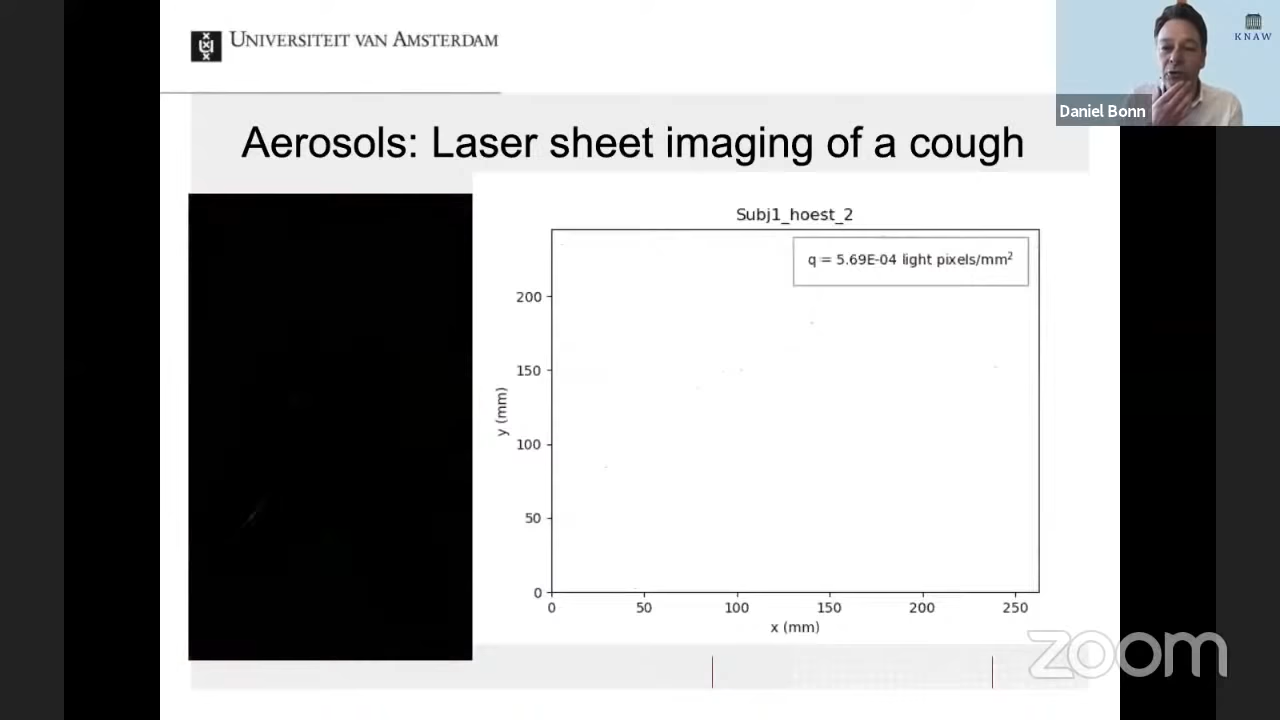 UNIVERSITEIT VAN AMSTERDAM
KNAW
Daniel Bonn
Aerosols: Laser sheet imaging of a cough
Subj1_hoest_2
q = 5.69E-04 light pixels/mm²
200
150
100
50
0
y (mm)
0 50 100 150 200 250
x (mm)
zoom